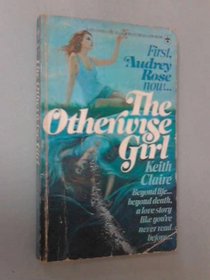 First,
Audrey
Rose
now...
The
Otherwise
Girl
Keith
Claire
Beyond life...
beyond death,
a love story
like you've
never read
before...